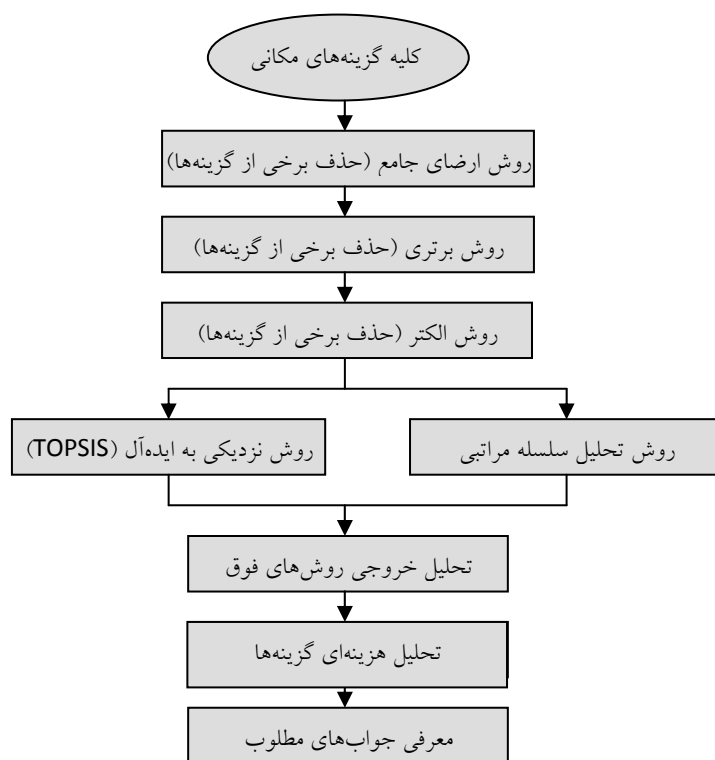 کلیه گزینه‌های مکانی
روش ارضای جامع (حذف برخی از گزینه‌ها)
روش برتری (حذف برخی از گزینه‌ها)
روش الکتر (حذف برخی از گزینه‌ها)
روش تحلیل سلسله مراتبی
روش نزدیکی به ایده‌آل (TOPSIS)
تحلیل خروجی روش‌های فوق
تحلیل هزینه‌ای گزینه‌ها
معرفی جواب‌های مطلوب